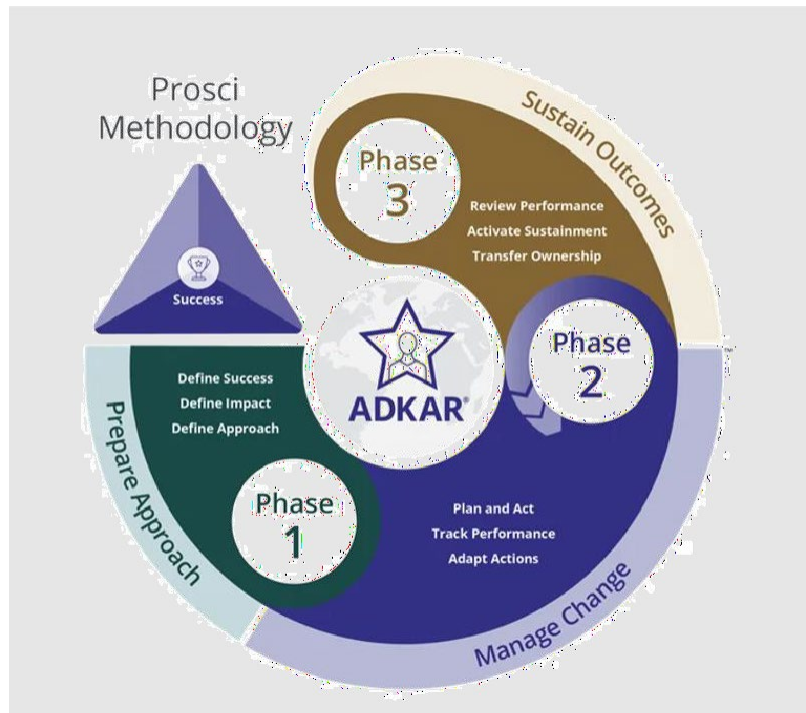 Prosci
Methodology
Success
Phase
1
Prepare Approach
Define Success
Define Impact
Define Approach
Phase
2
Manage Change
Plan and Act
Track Performance
Adapt Actions
Phase
3
Sustain Outcomes
Review Performance
Activate Sustainment
Transfer Ownership
ADKAR®